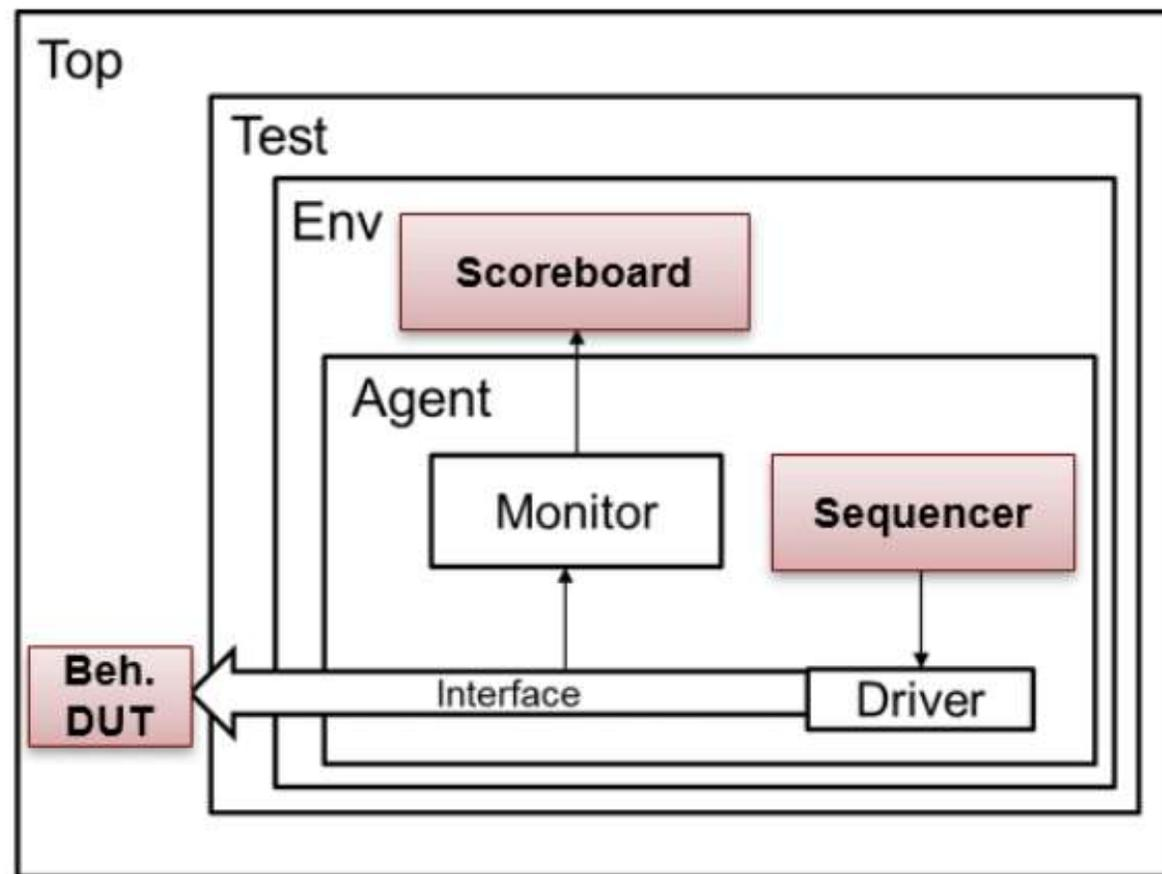 Top
Test
Env
Scoreboard
Agent
Monitor
Sequencer
Beh.
DUT
Interface
Driver